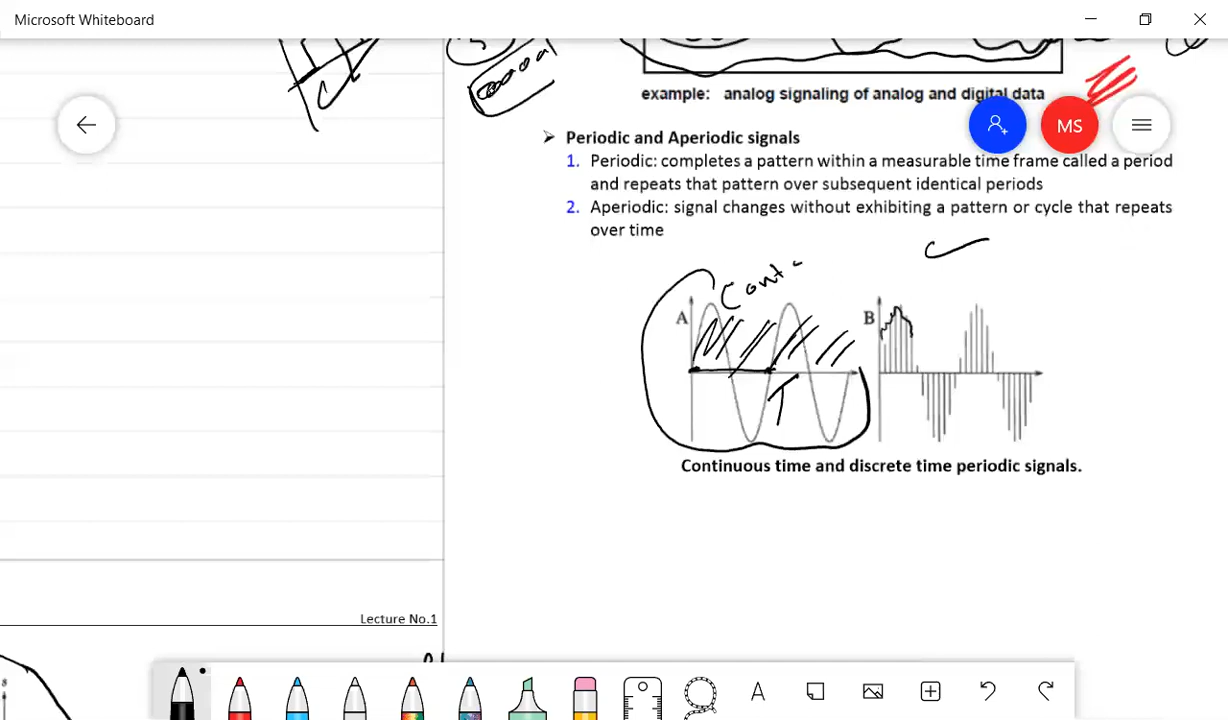 Microsoft Whiteboard
example: analog signaling of analog and digital data
MS
➢ Periodic and Aperiodic signals
1. Periodic: completes a pattern within a measurable time frame called a period
and repeats that pattern over subsequent identical periods
2. Aperiodic: signal changes without exhibiting a pattern or cycle that repeats
over time
Cont
A
B
T
Continuous time and discrete time periodic signals.
Lecture No.1
s
A